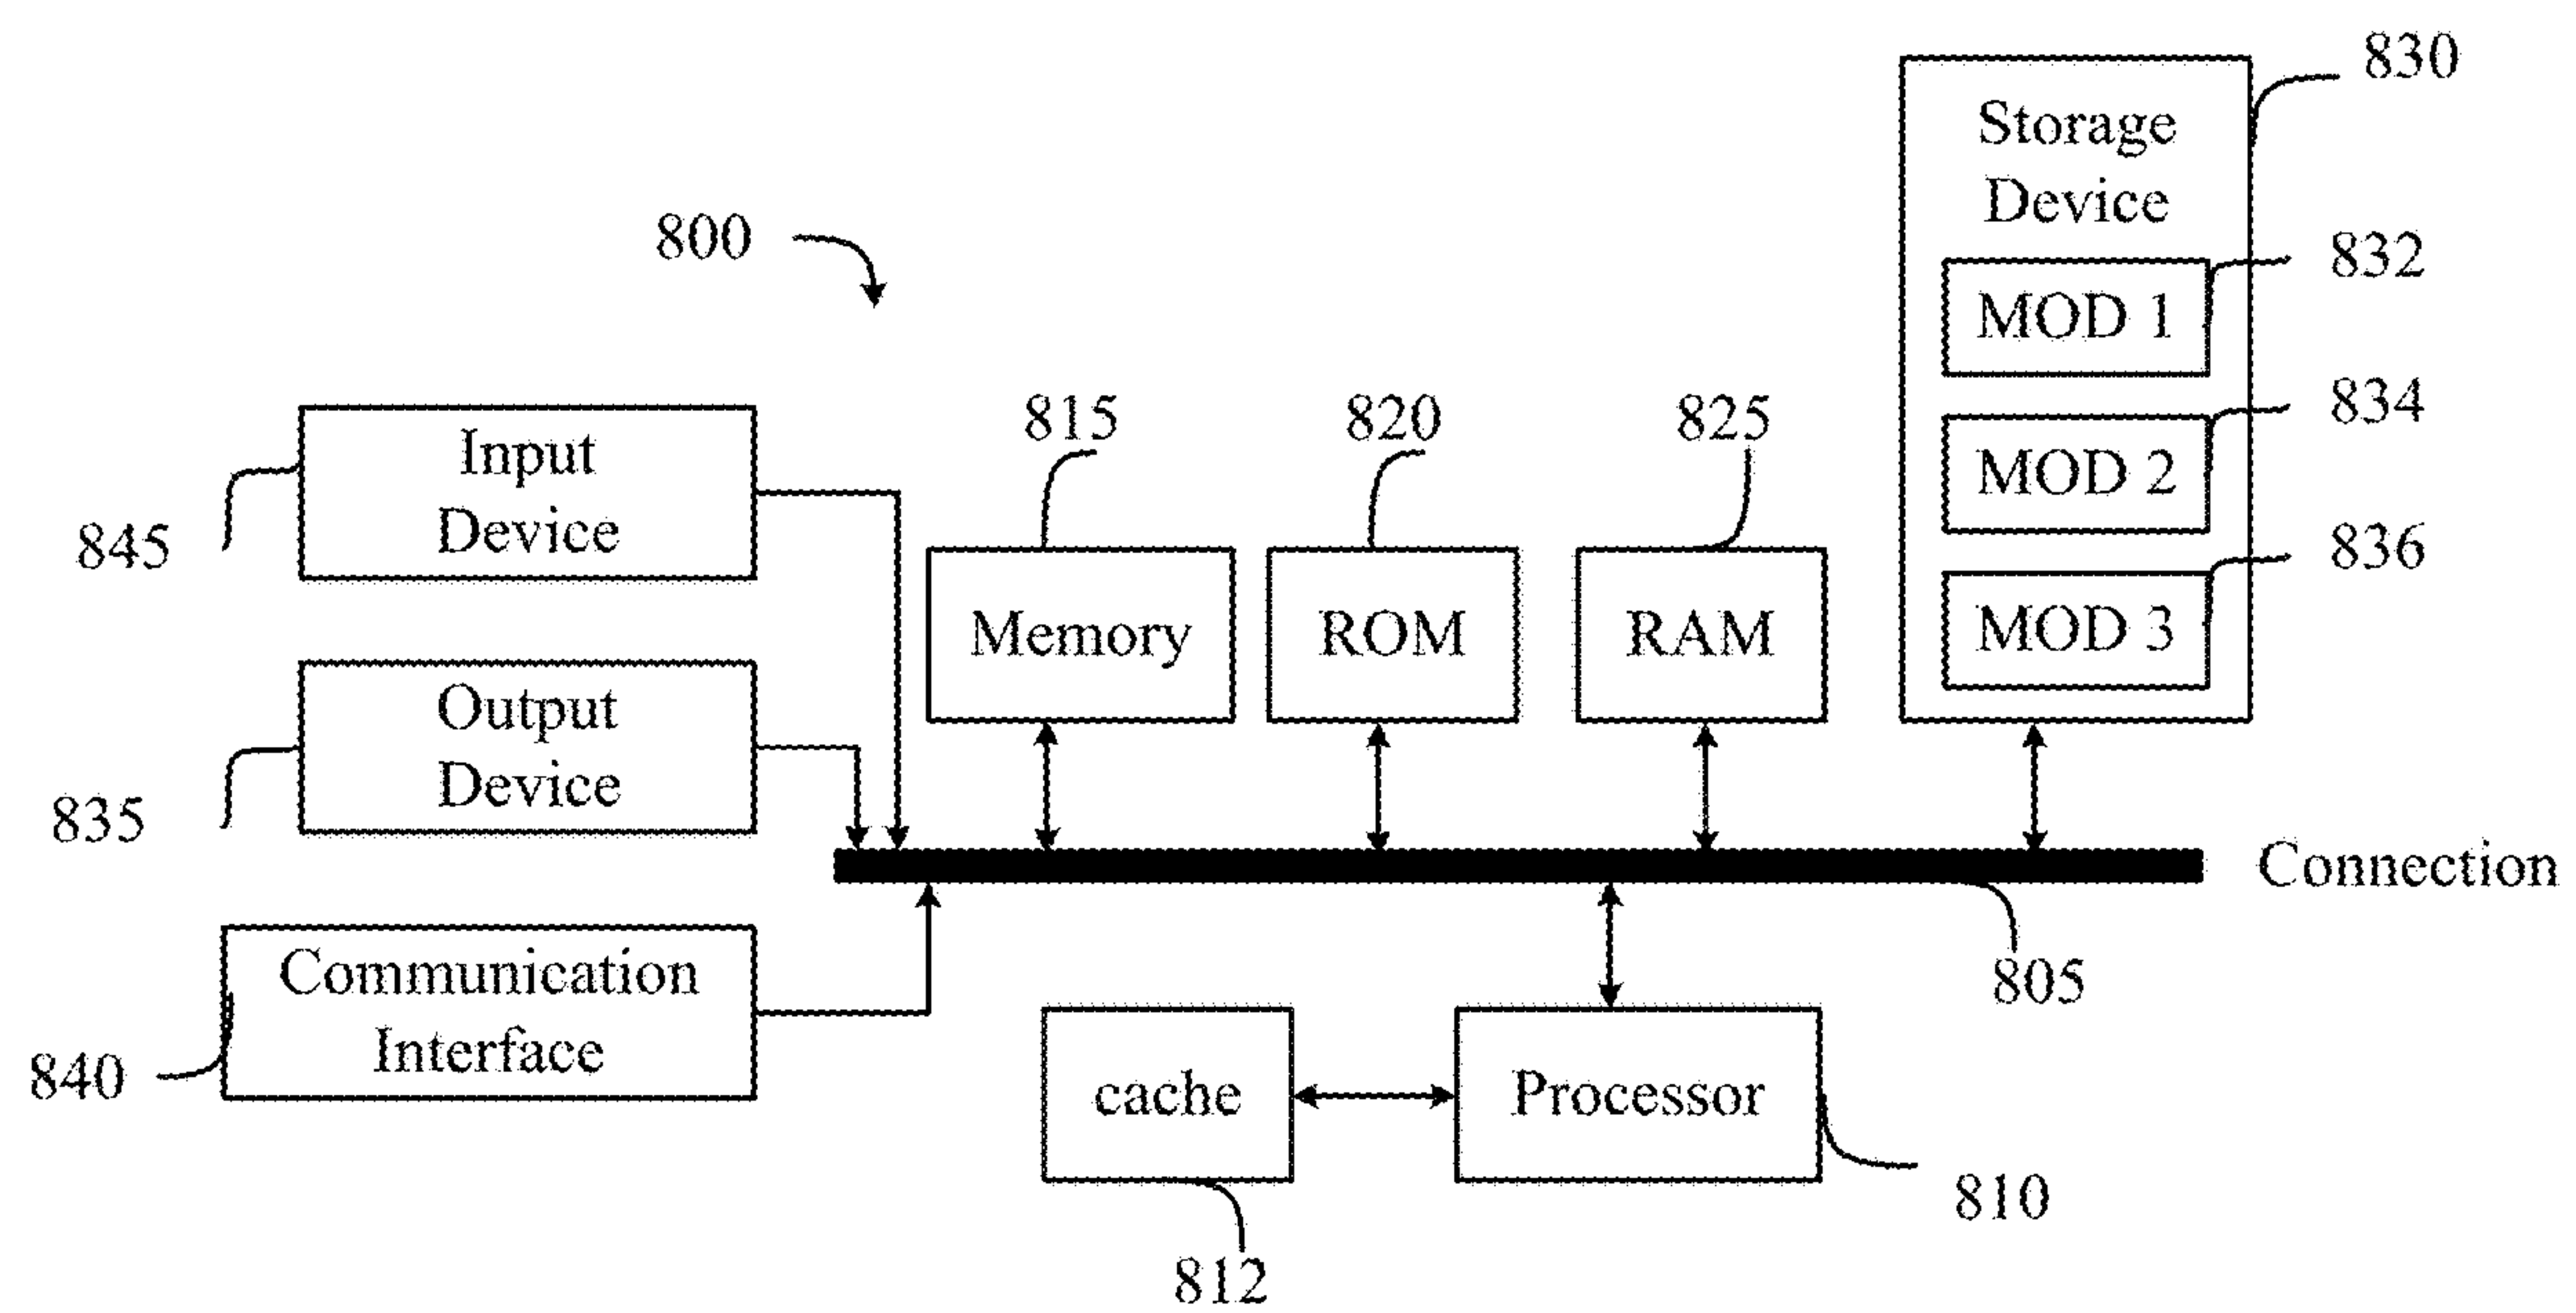 830
Storage
Device
800
832
MOD 1
834
MOD 2
836
MOD 3
815
820
825
Input
Device
845
Memory
ROM
RAM
Output
Device
835
Connection
805
Communication
Interface
840
cache
Processor
810
812